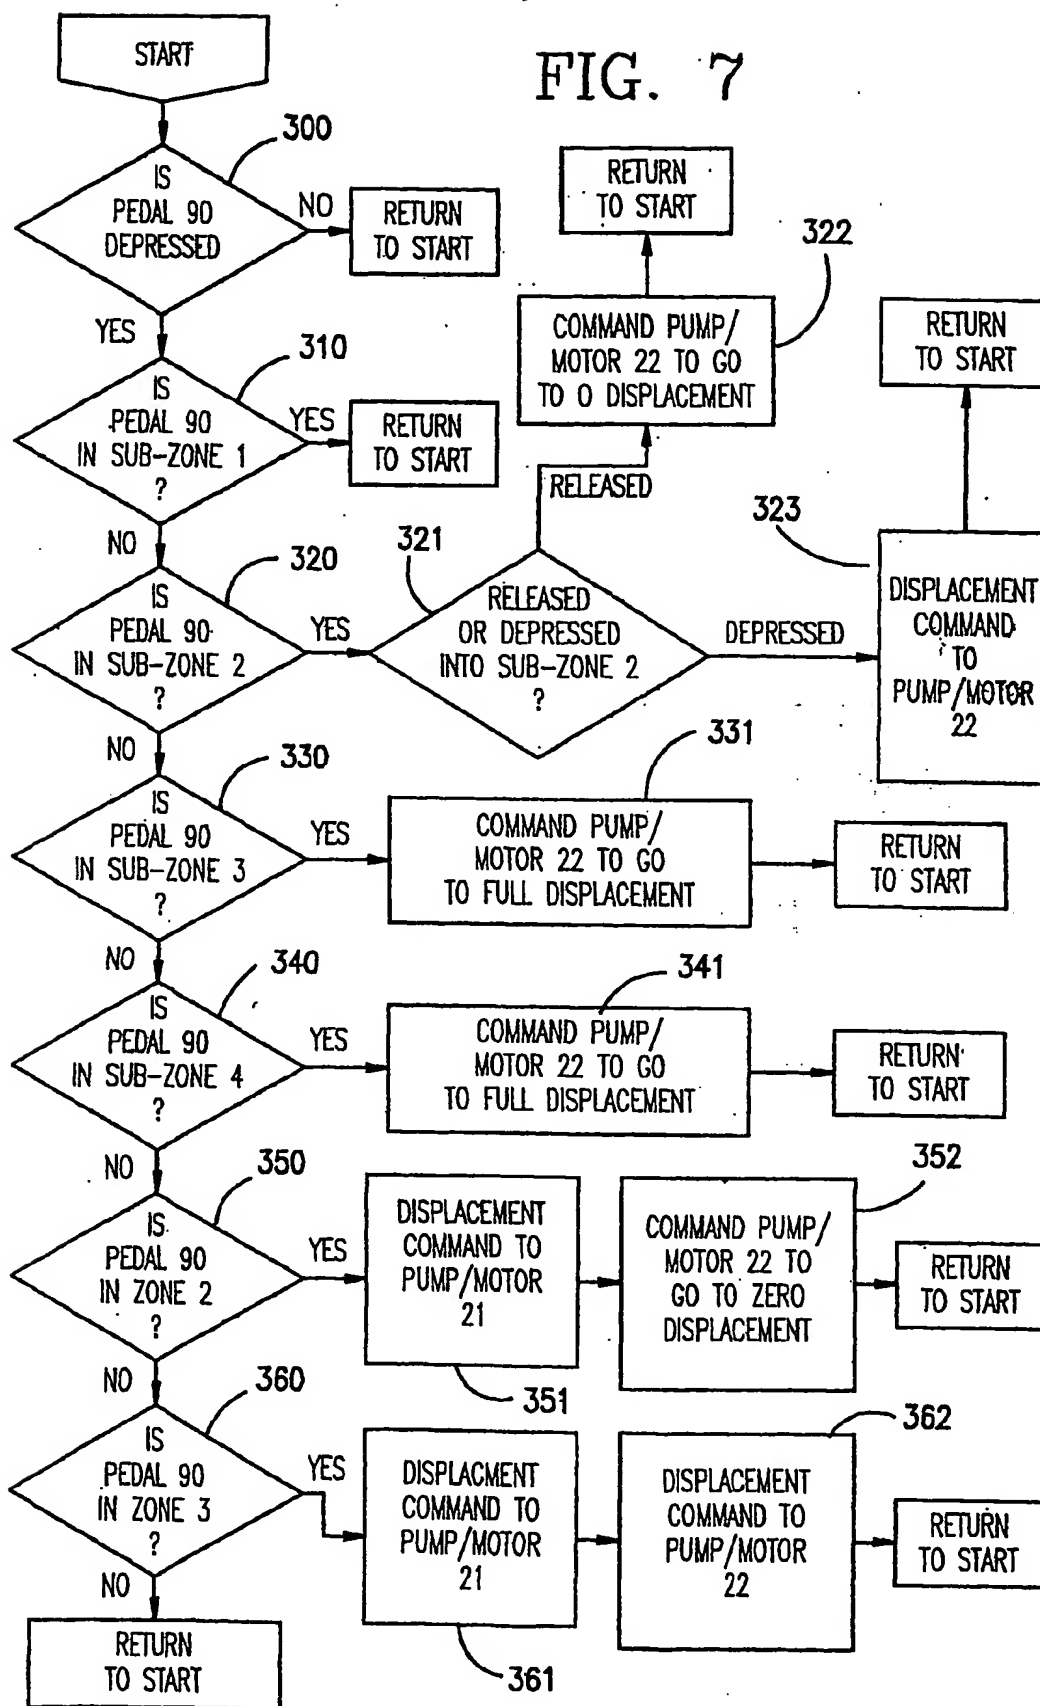 START
FIG. 7
300
IS
PEDAL 90
DEPRESSED
NO
RETURN
TO START
YES
310
IS
PEDAL 90
IN SUB-ZONE 1
?
YES
RETURN
TO START
NO
320
IS
PEDAL 90
IN SUB-ZONE 2
?
YES
321
RELEASED
OR DEPRESSED
INTO SUB-ZONE 2
?
RELEASED
322
COMMAND PUMP/
MOTOR 22 TO GO
TO 0 DISPLACEMENT
RETURN
TO START
DEPRESSED
323
DISPLACEMENT
COMMAND
TO
PUMP/MOTOR
22
RETURN
TO START
NO
330
IS
PEDAL 90
IN SUB-ZONE 3
?
YES
331
COMMAND PUMP/
MOTOR 22 TO GO
TO FULL DISPLACEMENT
RETURN
TO START
NO
340
IS
PEDAL 90
IN SUB-ZONE 4
?
YES
341
COMMAND PUMP/
MOTOR 22 TO GO
TO FULL DISPLACEMENT
RETURN
TO START
NO
350
IS
PEDAL 90
IN ZONE 2
?
YES
DISPLACEMENT
COMMAND TO
PUMP/MOTOR
21
351
352
COMMAND PUMP/
MOTOR 22 TO
GO TO ZERO
DISPLACEMENT
RETURN
TO START
NO
360
IS
PEDAL 90
IN ZONE 3
?
YES
DISPLACMENT
COMMAND TO
PUMP/MOTOR
21
361
362
DISPLACEMENT
COMMAND TO
PUMP/MOTOR
22
RETURN
TO START
NO
RETURN
TO START